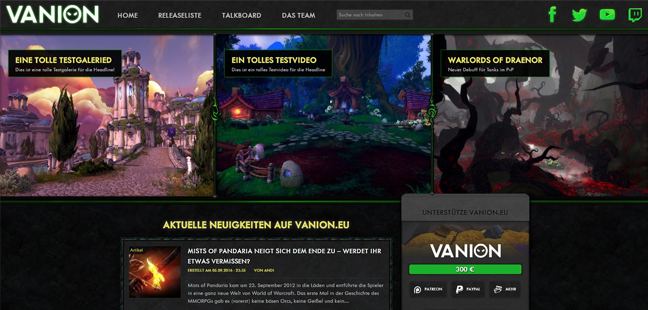 VANION
HOME RELEASELISTE TALKBOARD DAS TEAM
Suche nach Inhalten
EINE TOLLE TESTGALERIED
Dies ist eine tolle Testgalerie für die Headline!
EIN TOLLES TESTVIDEO
Dies ist ein tolles Testvideo für die Headline
WARLORDS OF DRAENOR
Neuer Debuff für Tanks im PvP
AKTUELLE NEUIGKEITEN AUF VANION.EU
Artikel
MISTS OF PANDARIA NEIGT SICH DEM ENDE ZU – WERDET IHR
ETWAS VERMISSEN?
ERSTELLT AM 05.09.2014 - 23:35 VON ANDI
Mists of Pandaria kam am 25. September 2012 in die Läden und entführte die Spieler
in eine ganz neue Welt von World of Warcraft. Das erste Mal in der Geschichte des
MMORPGs gab es (vorerst) keine bösen Orcs, keine Geißel und kein...
UNTERSTÜTZE VANION.EU
VANION
300 €
PATREON PAYPAL MEHR